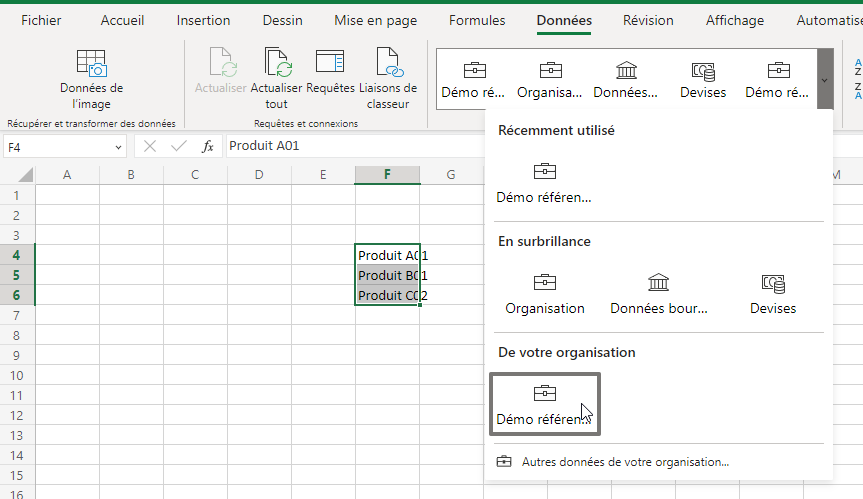 Fichier Accueil Insertion Dessin Mise en page Formules Données Révision Affichage Automatise
Données de l'image
Actualiser
Actualiser tout
Requêtes
Liaisons de classeur
Démo ré... Organisa... Données... Devises Démo ré...
Récupérer et transformer des données
Requêtes et connexions
F4
fx
Produit A01
A B C D E F G M
1
2
3
4 Produit A01
5 Produit B01
6 Produit C02
7
8
9
10
11
12
13
14
15
16
Récemment utilisé
Démo référen...
En surbrillance
Organisation Données bour... Devises
De votre organisation
Démo référen...
Autres données de votre organisation...
A
Z
Z
A